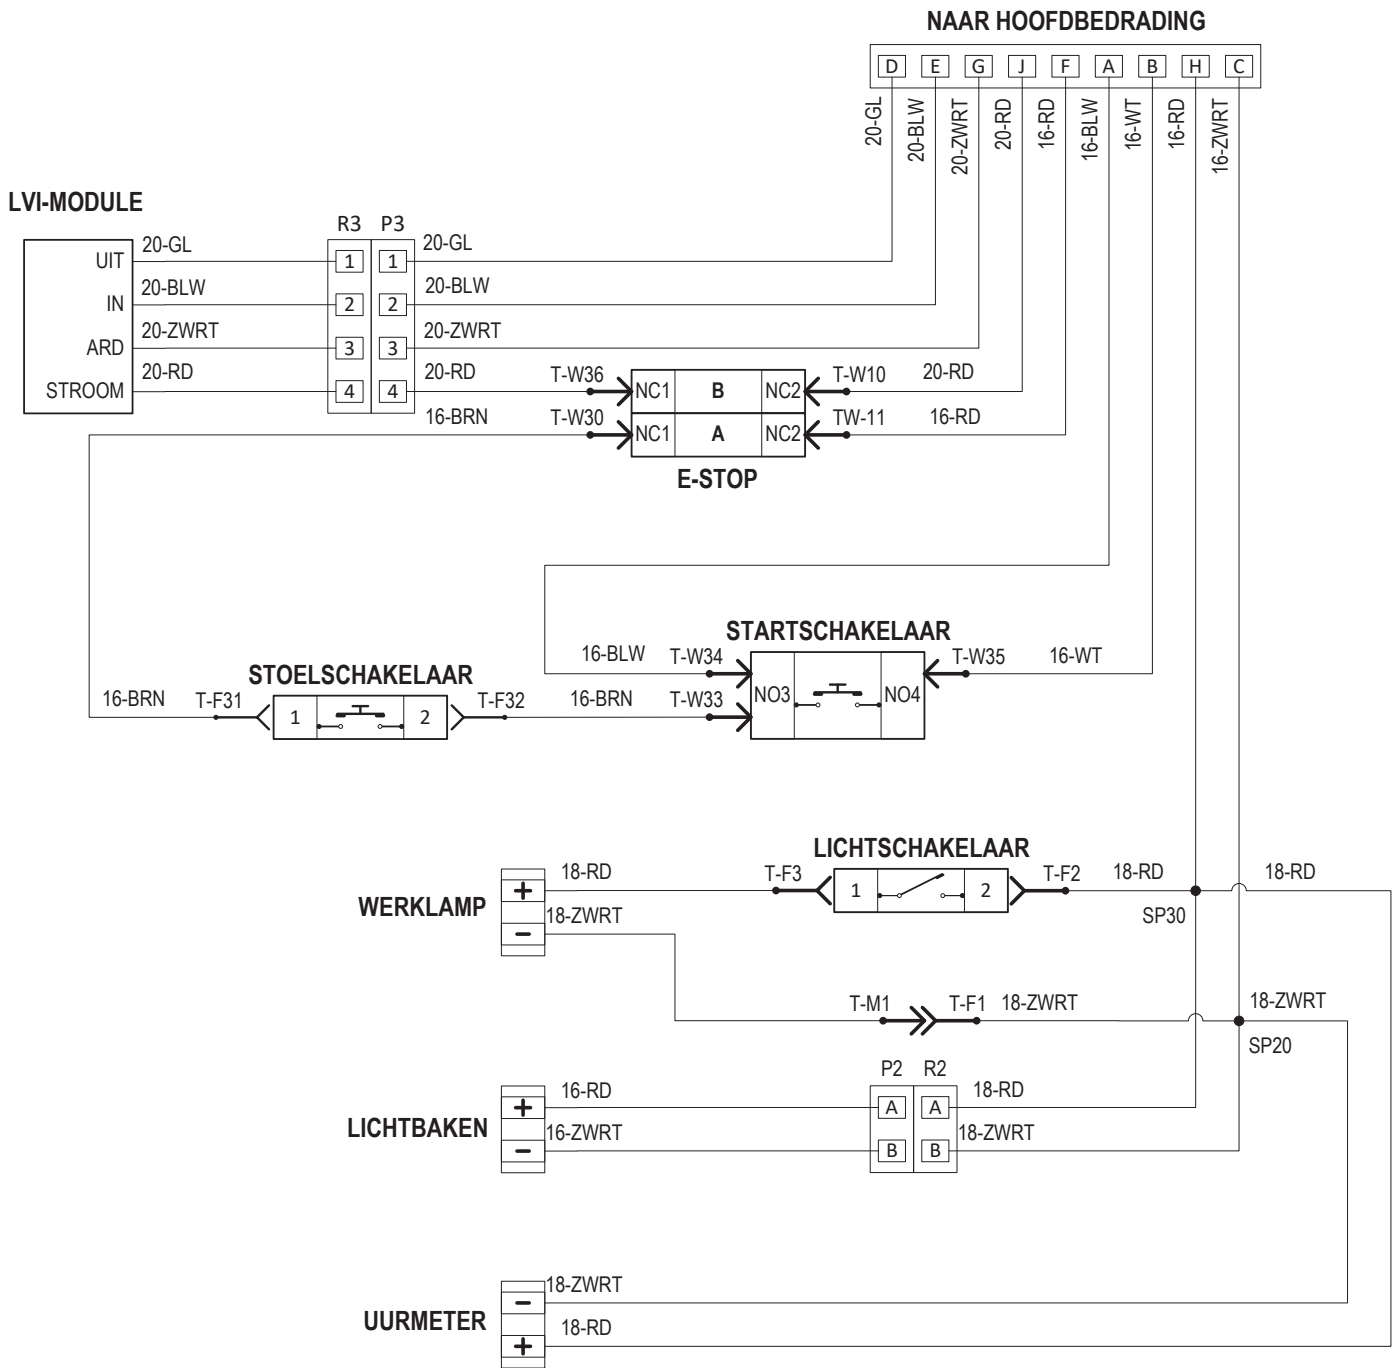 NAAR HOOFDBEDRADING
D E G J F A B H C
20-GL 20-BLW 20-ZWRT 20-RD 16-RD 16-BLW 16-WT 16-RD 16-ZWRT
LVI-MODULE
R3 P3
UIT 20-GL 1 1 20-GL
IN 20-BLW 2 2 20-BLW
ARD 20-ZWRT 3 3 20-ZWRT
STROOM 20-RD 4 4 20-RD T-W36 NC1 B NC2 T-W10 20-RD
16-BRN T-W30 NC1 A NC2 TW-11 16-RD
E-STOP
STARTSCHAKELAAR
16-BLW T-W34 T-W35 16-WT
NO3 NO4
STOELSCHAKELAAR
16-BRN T-F31 1 2 T-F32 16-BRN T-W33
LICHTSCHAKELAAR
WERKLAMP
+ 18-RD T-F3 1 2 T-F2 18-RD 18-RD
- 18-ZWRT
SP30
T-M1 T-F1 18-ZWRT 18-ZWRT
SP20
P2 R2
LICHTBAKEN
+ 16-RD A A 18-RD
- 16-ZWRT B B 18-ZWRT
UURMETER
- 18-ZWRT
+ 18-RD